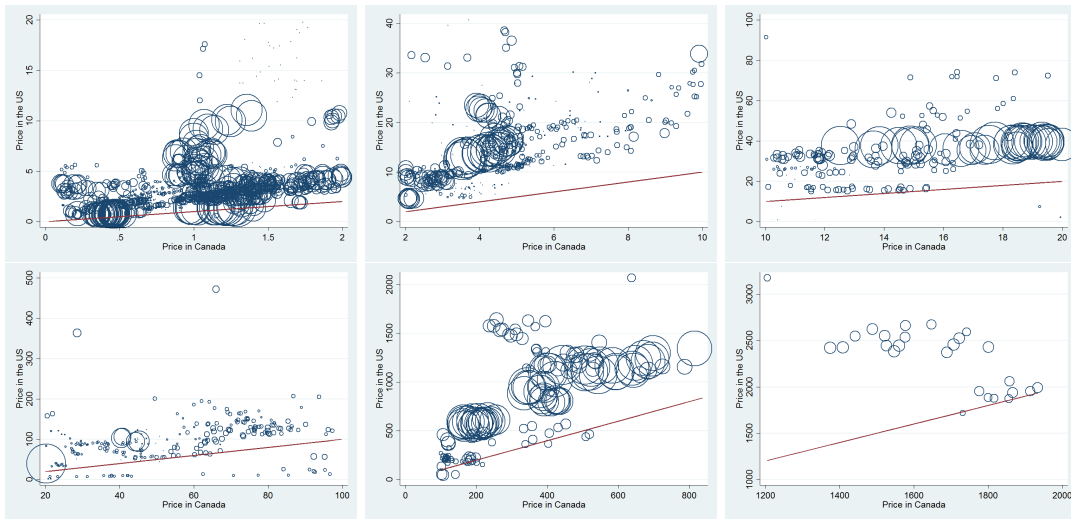 Price in the US
0 5 10 15 20
0 .5 1 1.5 2
Price in Canada
Price in the US
0 10 20 30 40
2 4 6 8 10
Price in Canada
Price in the US
0 20 40 60 80 100
10 12 14 16 18 20
Price in Canada
Price in the US
0 100 200 300 400 500
20 40 60 80 100
Price in Canada
Price in the US
0 500 1000 1500 2000
0 200 400 600 800
Price in Canada
Price in the US
1000 1500 2000 2500 3000
1200 1400 1600 1800 2000
Price in Canada